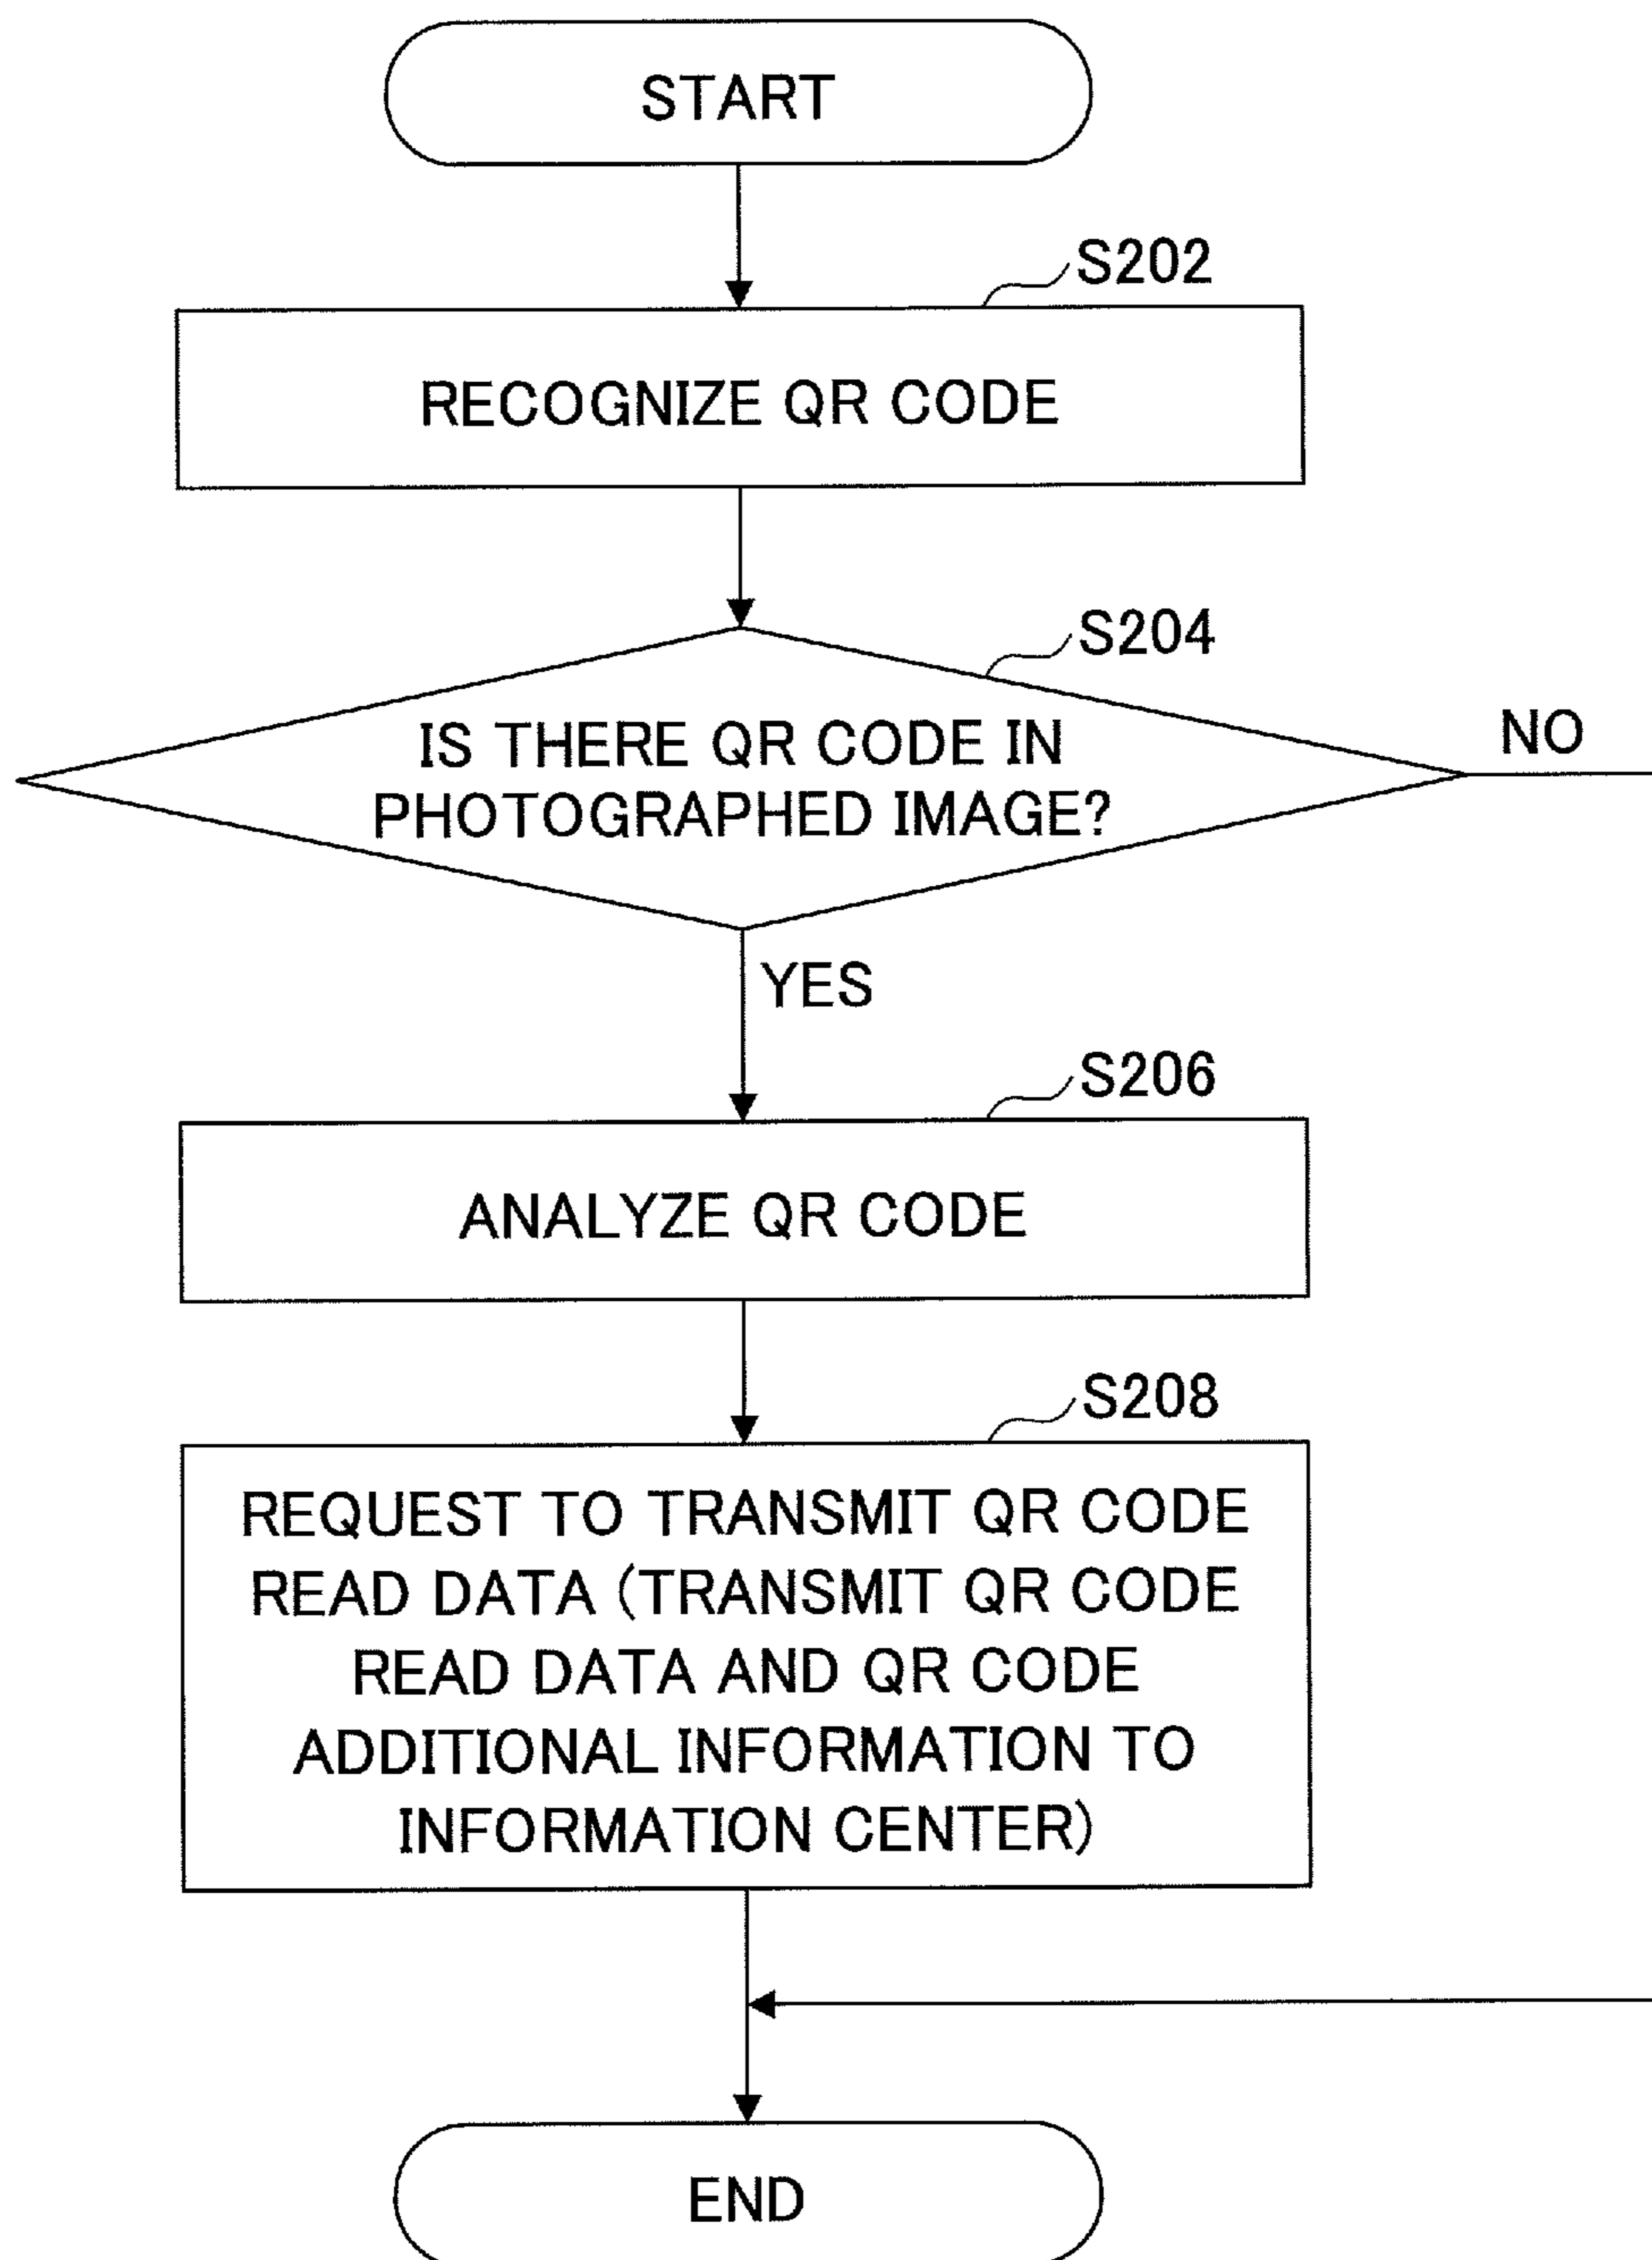 START
S202
RECOGNIZE QR CODE
S204
IS THERE QR CODE IN
PHOTOGRAPHED IMAGE?
NO
YES
S206
ANALYZE QR CODE
S208
REQUEST TO TRANSMIT QR CODE
READ DATA (TRANSMIT QR CODE
READ DATA AND QR CODE
ADDITIONAL INFORMATION TO
INFORMATION CENTER)
END